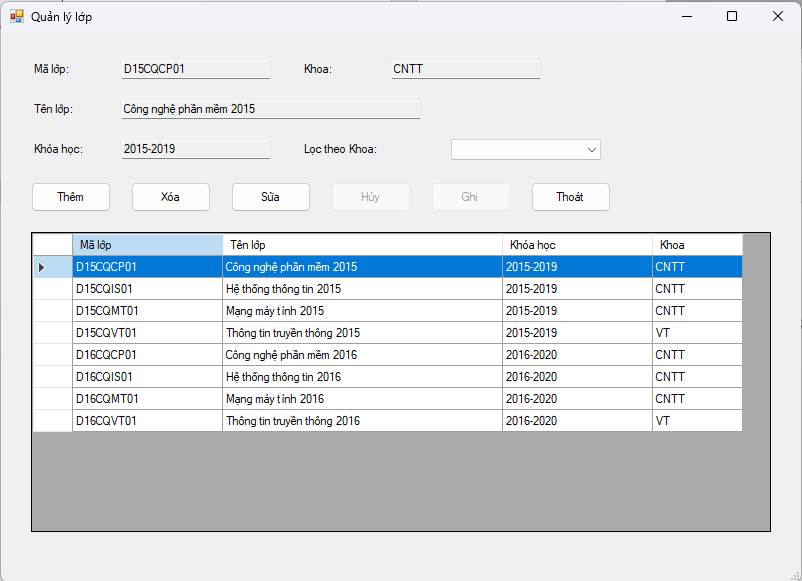 Quản lý lớp
Mã lớp: D15CQCP01 Khoa: CNTT
Tên lớp: Công nghệ phần mềm 2015
Khóa học: 2015-2019 Lọc theo Khoa:
Thêm Xóa Sửa Hủy Ghi Thoát
Mã lớp Tên lớp Khóa học Khoa
D15CQCP01 Công nghệ phần mềm 2015 2015-2019 CNTT
D15CQIS01 Hệ thống thông tin 2015 2015-2019 CNTT
D15CQMT01 Mạng máy tính 2015 2015-2019 CNTT
D15CQVT01 Thông tin truyền thông 2015 2015-2019 VT
D16CQCP01 Công nghệ phần mềm 2016 2016-2020 CNTT
D16CQIS01 Hệ thống thông tin 2016 2016-2020 CNTT
D16CQMT01 Mạng máy tính 2016 2016-2020 CNTT
D16CQVT01 Thông tin truyền thông 2016 2016-2020 VT